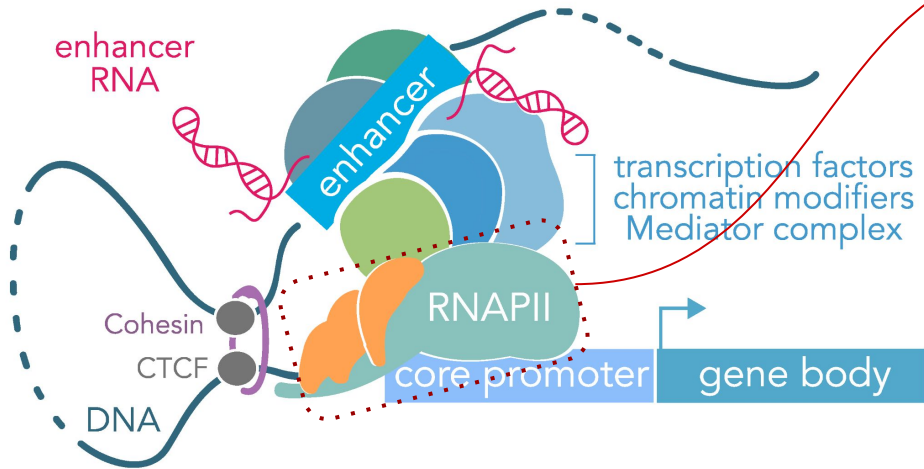 enhancer
RNA
enhancer
transcription factors
chromatin modifiers
Mediator complex
RNAPII
Cohesin
CTCF
DNA
core promoter
gene body